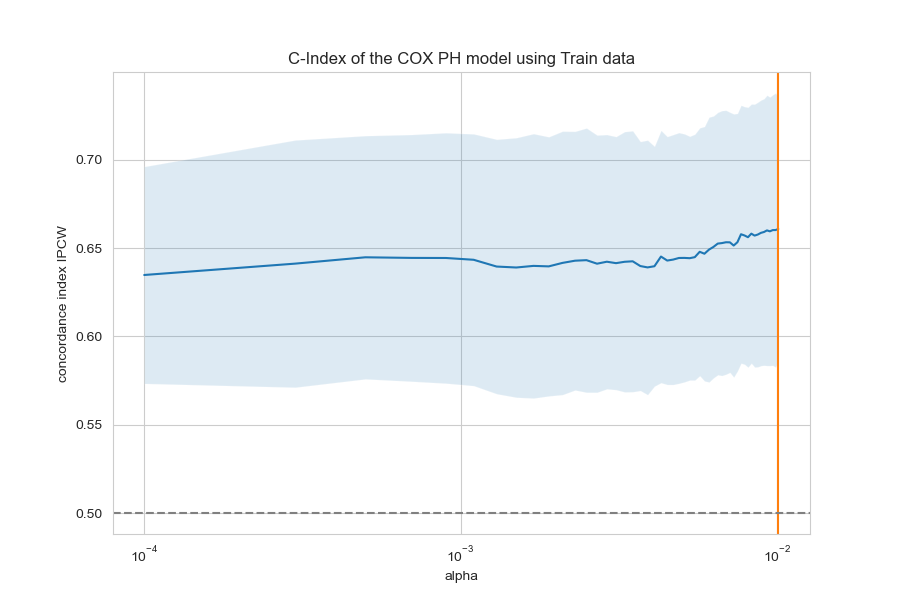 C-Index of the COX PH model using Train data
concordance index IPCW
0.70
0.65
0.60
0.55
0.50
10⁻⁴
10⁻³
10⁻²
alpha